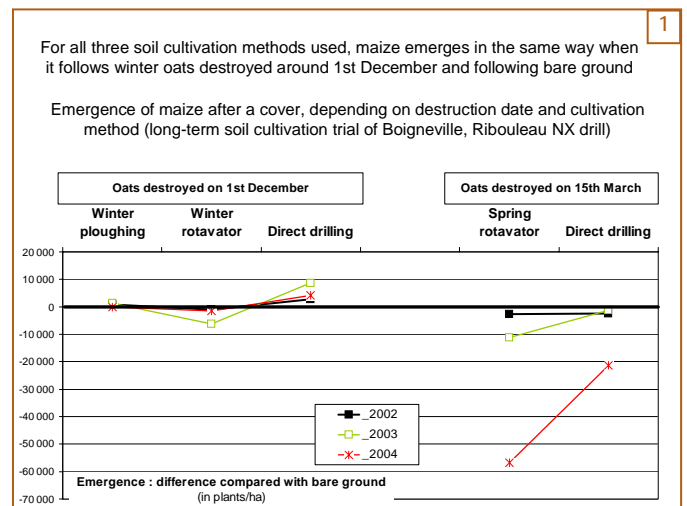 1
For all three soil cultivation methods used, maize emerges in the same way when
it follows winter oats destroyed around 1st December and following bare ground
Emergence of maize after a cover, depending on destruction date and cultivation
method (long-term soil cultivation trial of Boigneville, Ribouleau NX drill)
Oats destroyed on 1st December
Oats destroyed on 15th March
Winter
ploughing
Winter
rotavator
Direct drilling
Spring
rotavator
Direct drilling
20 000
10 000
0
-10 000
-20 000
-30 000
-40 000
-50 000
-60 000
-70 000
_2002
_2003
_2004
Emergence : difference compared with bare ground
(in plants/ha)